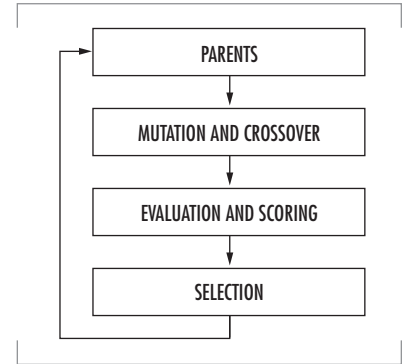 PARENTS
MUTATION AND CROSSOVER
EVALUATION AND SCORING
SELECTION